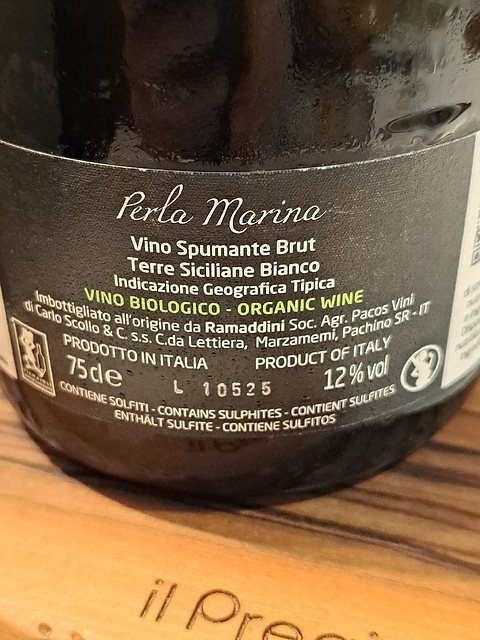 Perla Marina
Vino Spumante Brut
Terre Siciliane Bianco
Indicazione Geografica Tipica
VINO BIOLOGICO - ORGANIC WINE
Imbottigliato all'origine da Ramaddini Soc. Agr. Pacos Vini
di Carlo Scollo & C. s.s. C.da Lettiera, Marzamemi, Pachino SR - IT
PRODOTTO IN ITALIA PRODUCT OF ITALY
75cl e L 10525 12% vol
CONTIENE SOLFITI - CONTAINS SULPHITES - CONTIENT SULFITES
ENTHÄLT SULFITE - CONTIENE SULFITOS
il